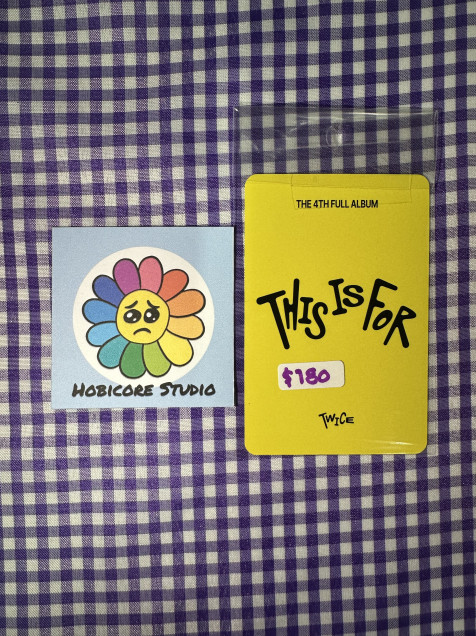 HOBICORE STUDIO
THE 4TH FULL ALBUM
THIS IS FOR
$180
TWICE